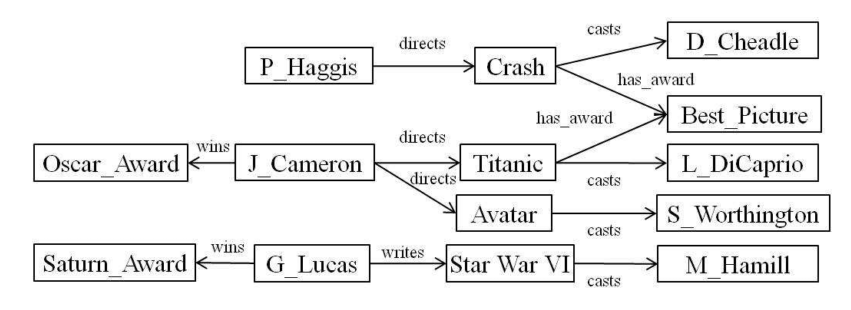 directs
casts
P_Haggis
Crash
D_Cheadle
has_award
has_award
Best_Picture
wins
directs
Oscar_Award
J_Cameron
Titanic
L_DiCaprio
directs
casts
Avatar
S_Worthington
casts
wins
writes
Saturn_Award
G_Lucas
Star War VI
M_Hamill
casts